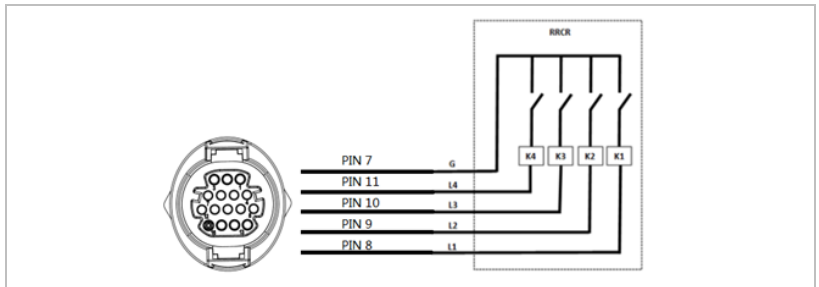 RRCR
K4 K3 K2 K1
PIN 7 G
PIN 11 L4
PIN 10 L3
PIN 9 L2
PIN 8 L1